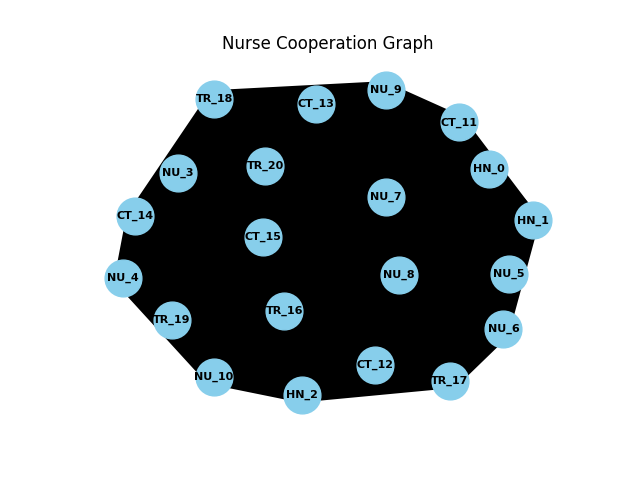 Nurse Cooperation Graph
NU_9
TR_18
CT_13
CT_11
TR_20
HN_0
NU_3
NU_7
CT_14
HN_1
CT_15
NU_5
NU_8
NU_4
TR_16
TR_19
NU_6
CT_12
NU_10
TR_17
HN_2